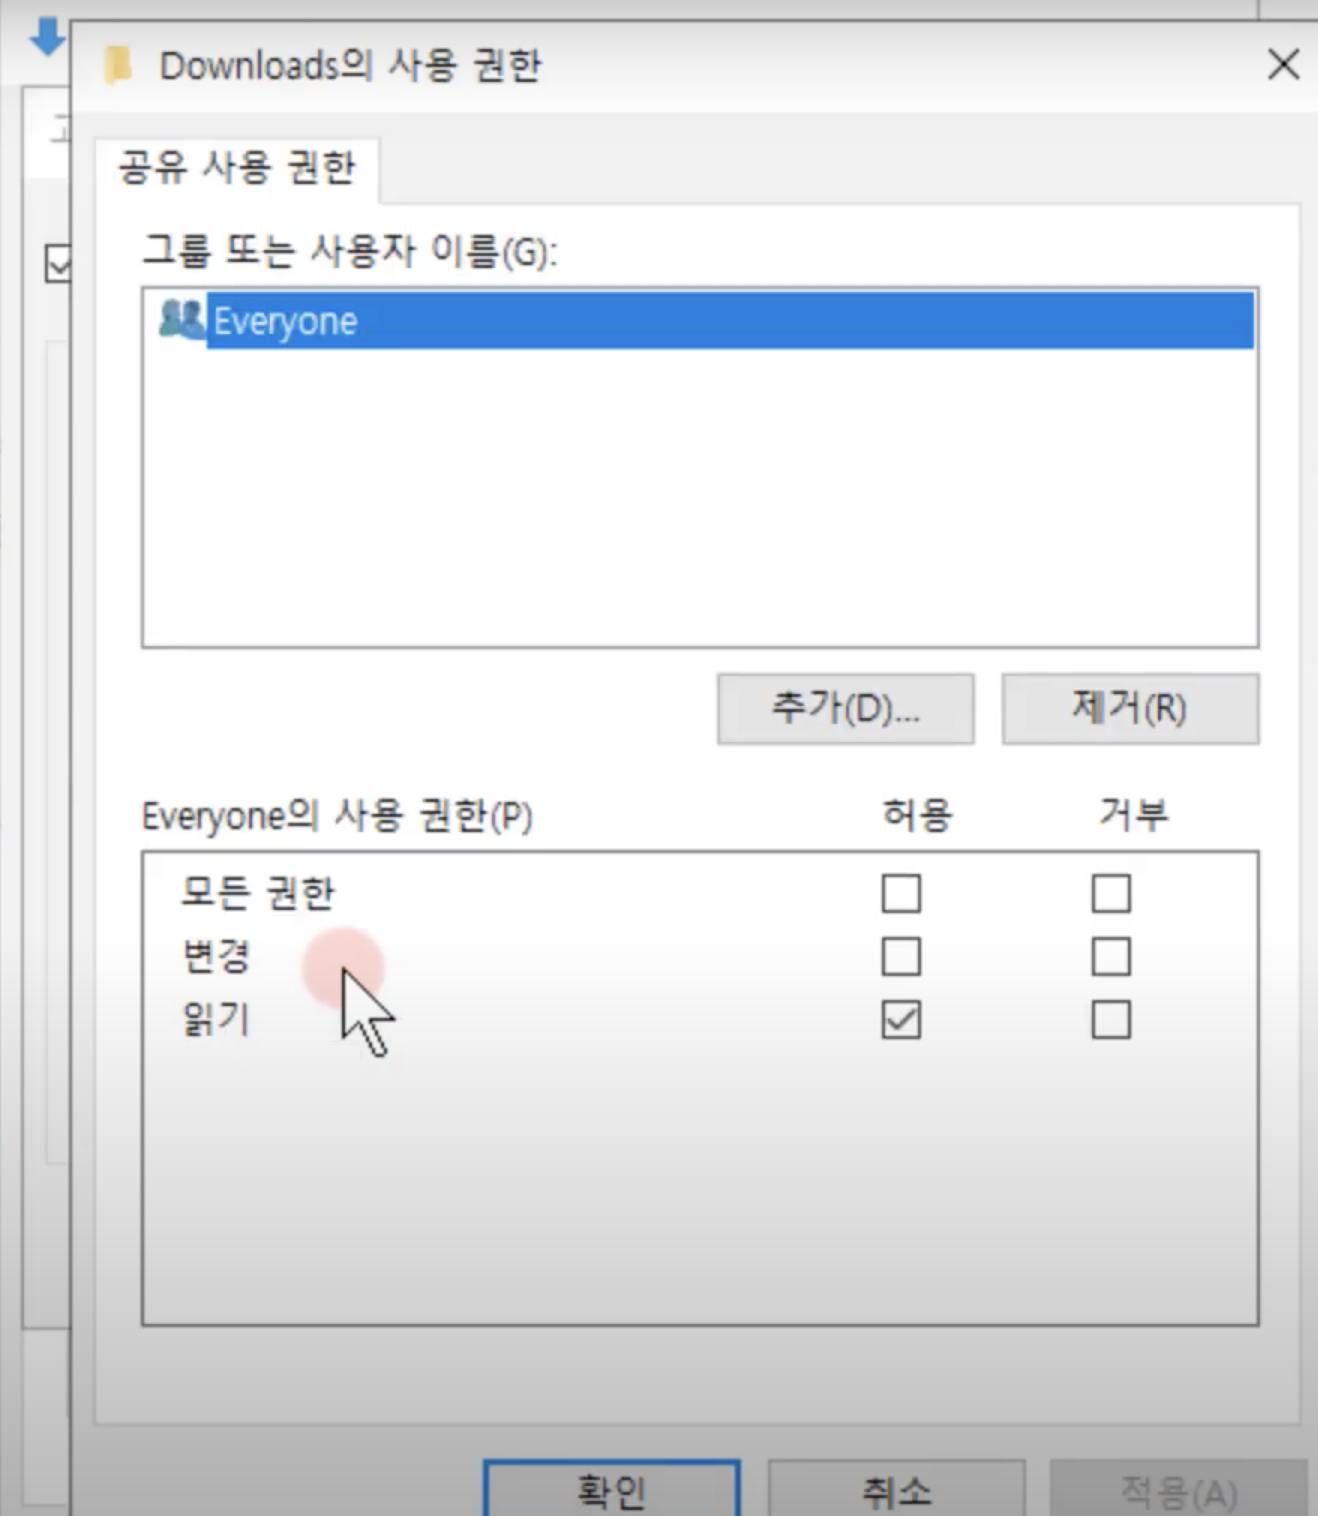 Downloads의 사용 권한
공유 사용 권한
그룹 또는 사용자 이름(G):
Everyone
추가(D)...
제거(R)
Everyone의 사용 권한(P) 허용 거부
모든 권한
변경
읽기
확인 취소 적용(A)